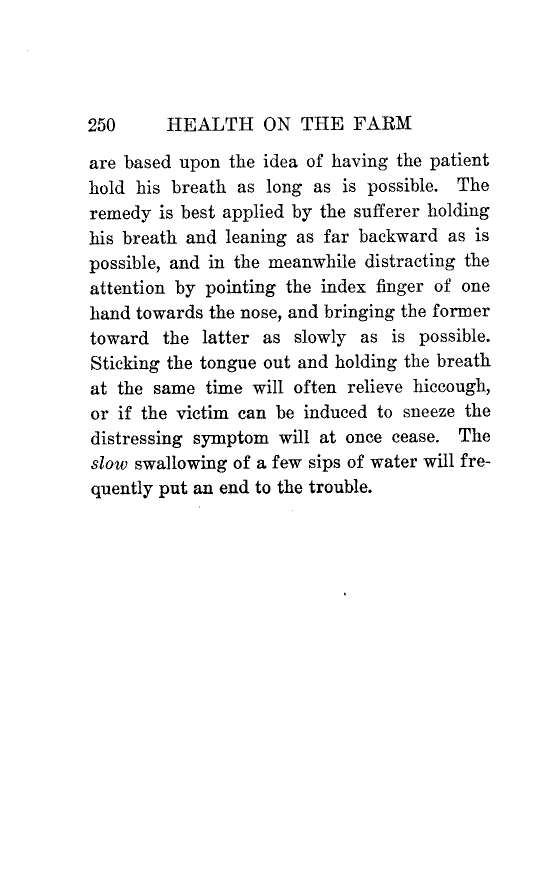 250 HEALTH ON THE FARM
are based upon the idea of having the patient
hold his breath as long as is possible. The
remedy is best applied by the sufferer holding
his breath and leaning as far backward as is
possible, and in the meanwhile distracting the
attention by pointing the index finger of one
hand towards the nose, and bringing the former
toward the latter as slowly as is possible.
Sticking the tongue out and holding the breath
at the same time will often relieve hiccough,
or if the victim can be induced to sneeze the
distressing symptom will at once cease. The
slow swallowing of a few sips of water will fre-
quently put an end to the trouble.